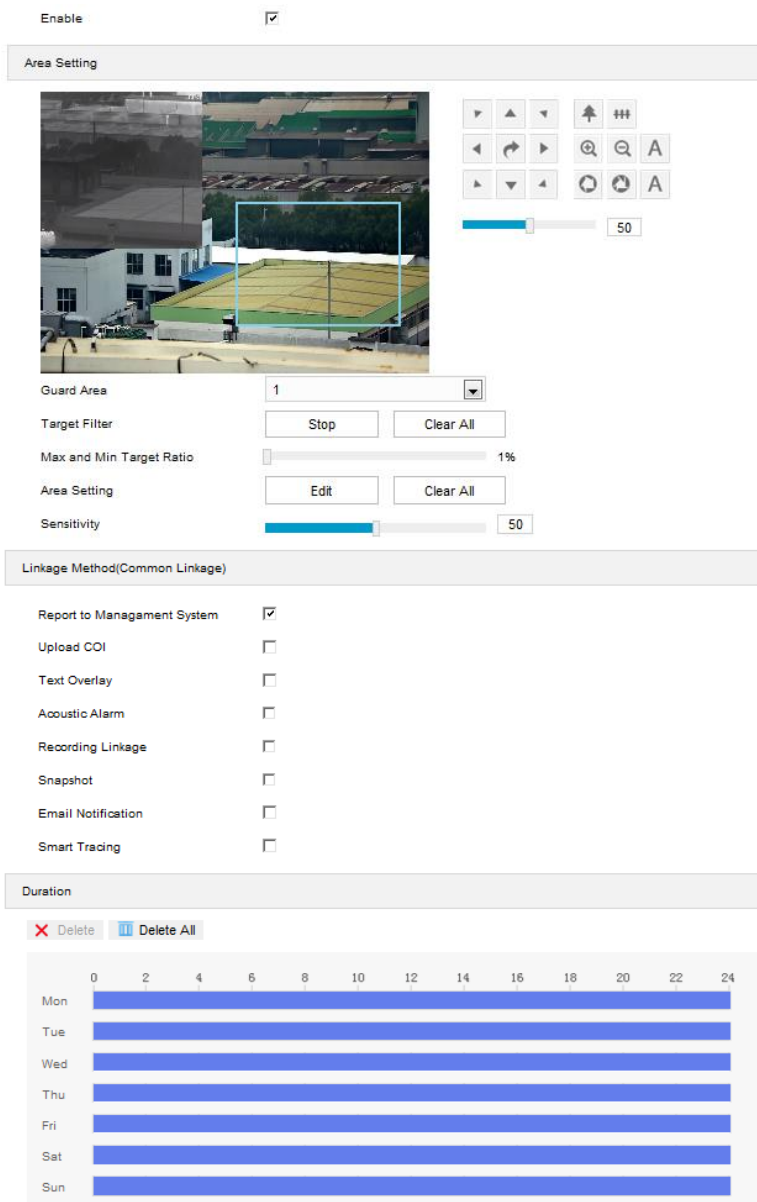 Enable
Area Setting
A
A
50
Guard Area 1
Target Filter Stop Clear All
Max and Min Target Ratio 1%
Area Setting Edit Clear All
Sensitivity 50
Linkage Method(Common Linkage)
Report to Managament System
Upload COI
Text Overlay
Acoustic Alarm
Recording Linkage
Snapshot
Email Notification
Smart Tracing
Duration
Delete Delete All
0 2 4 6 8 10 12 14 16 18 20 22 24
Mon
Tue
Wed
Thu
Fri
Sat
Sun